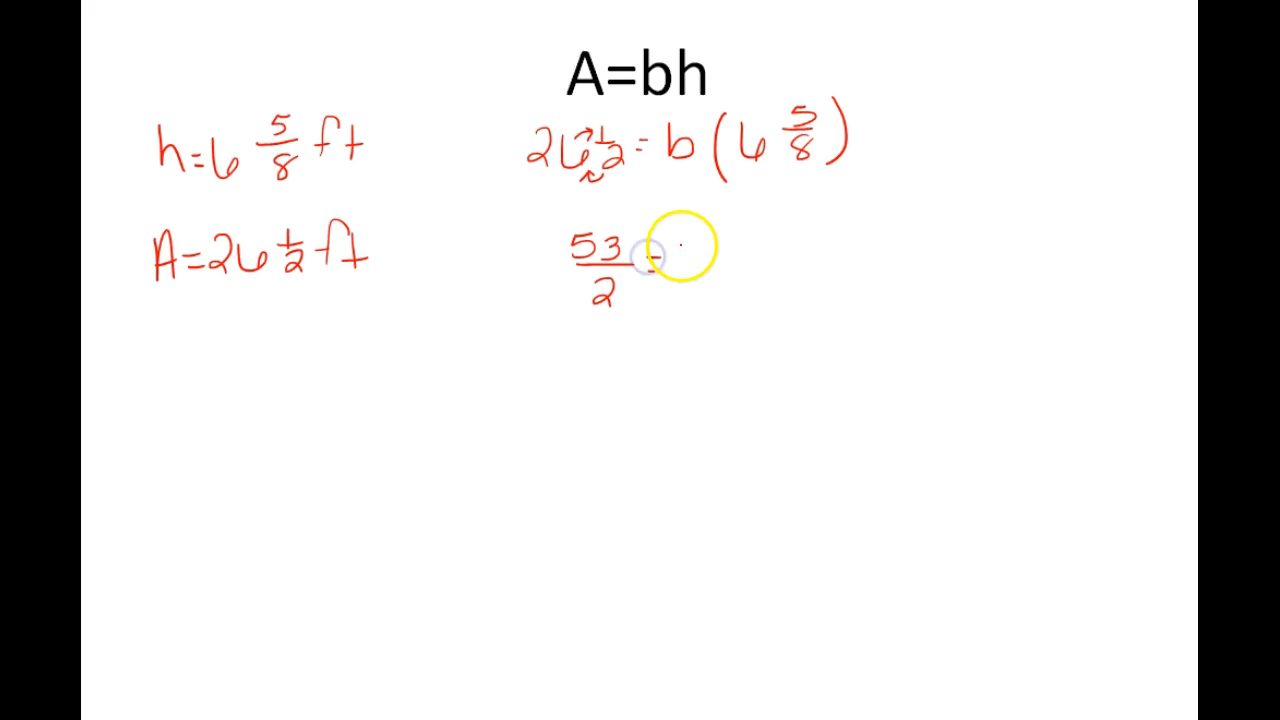 A=bh
h=6 5/8 ft
26 1/2 = b(6 5/8)
A=26 1/2 ft
53/2 =